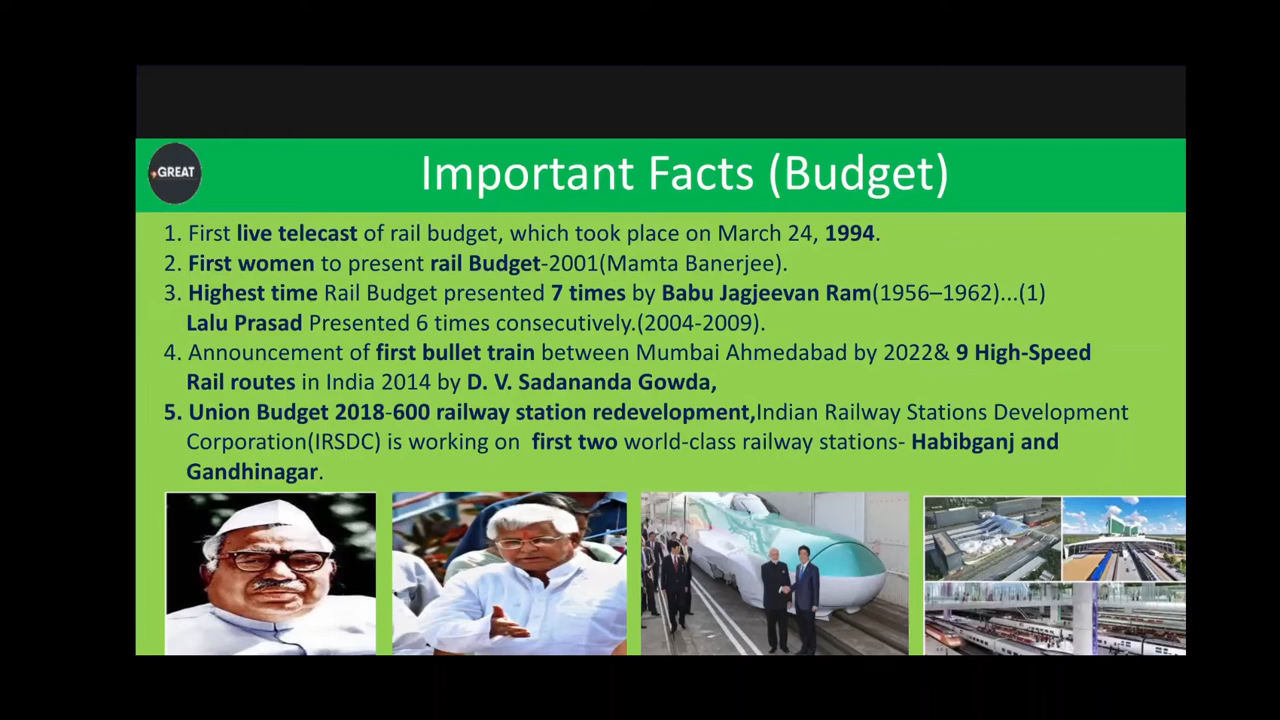 GREAT
Important Facts (Budget)
1. First live telecast of rail budget, which took place on March 24, 1994.
2. First women to present rail Budget-2001(Mamta Banerjee).
3. Highest time Rail Budget presented 7 times by Babu Jagjeevan Ram(1956–1962)...(1)
Lalu Prasad Presented 6 times consecutively.(2004-2009).
4. Announcement of first bullet train between Mumbai Ahmedabad by 2022& 9 High-Speed
Rail routes in India 2014 by D. V. Sadananda Gowda,
5. Union Budget 2018-600 railway station redevelopment,Indian Railway Stations Development
Corporation(IRSDC) is working on first two world-class railway stations- Habibganj and
Gandhinagar.